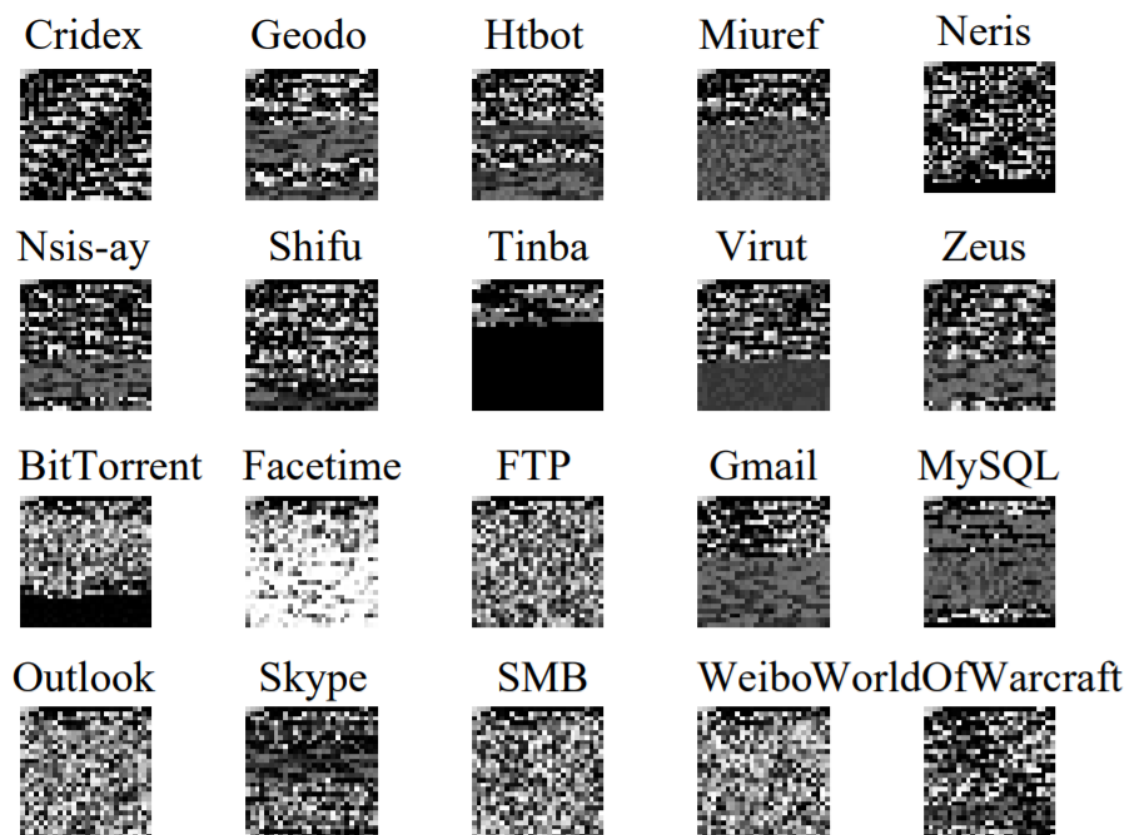 Cridex Geodo Htbot Miuref Neris
Nsis-ay Shifu Tinba Virut Zeus
BitTorrent Facetime FTP Gmail MySQL
Outlook Skype SMB WeiboWorldOfWarcraft